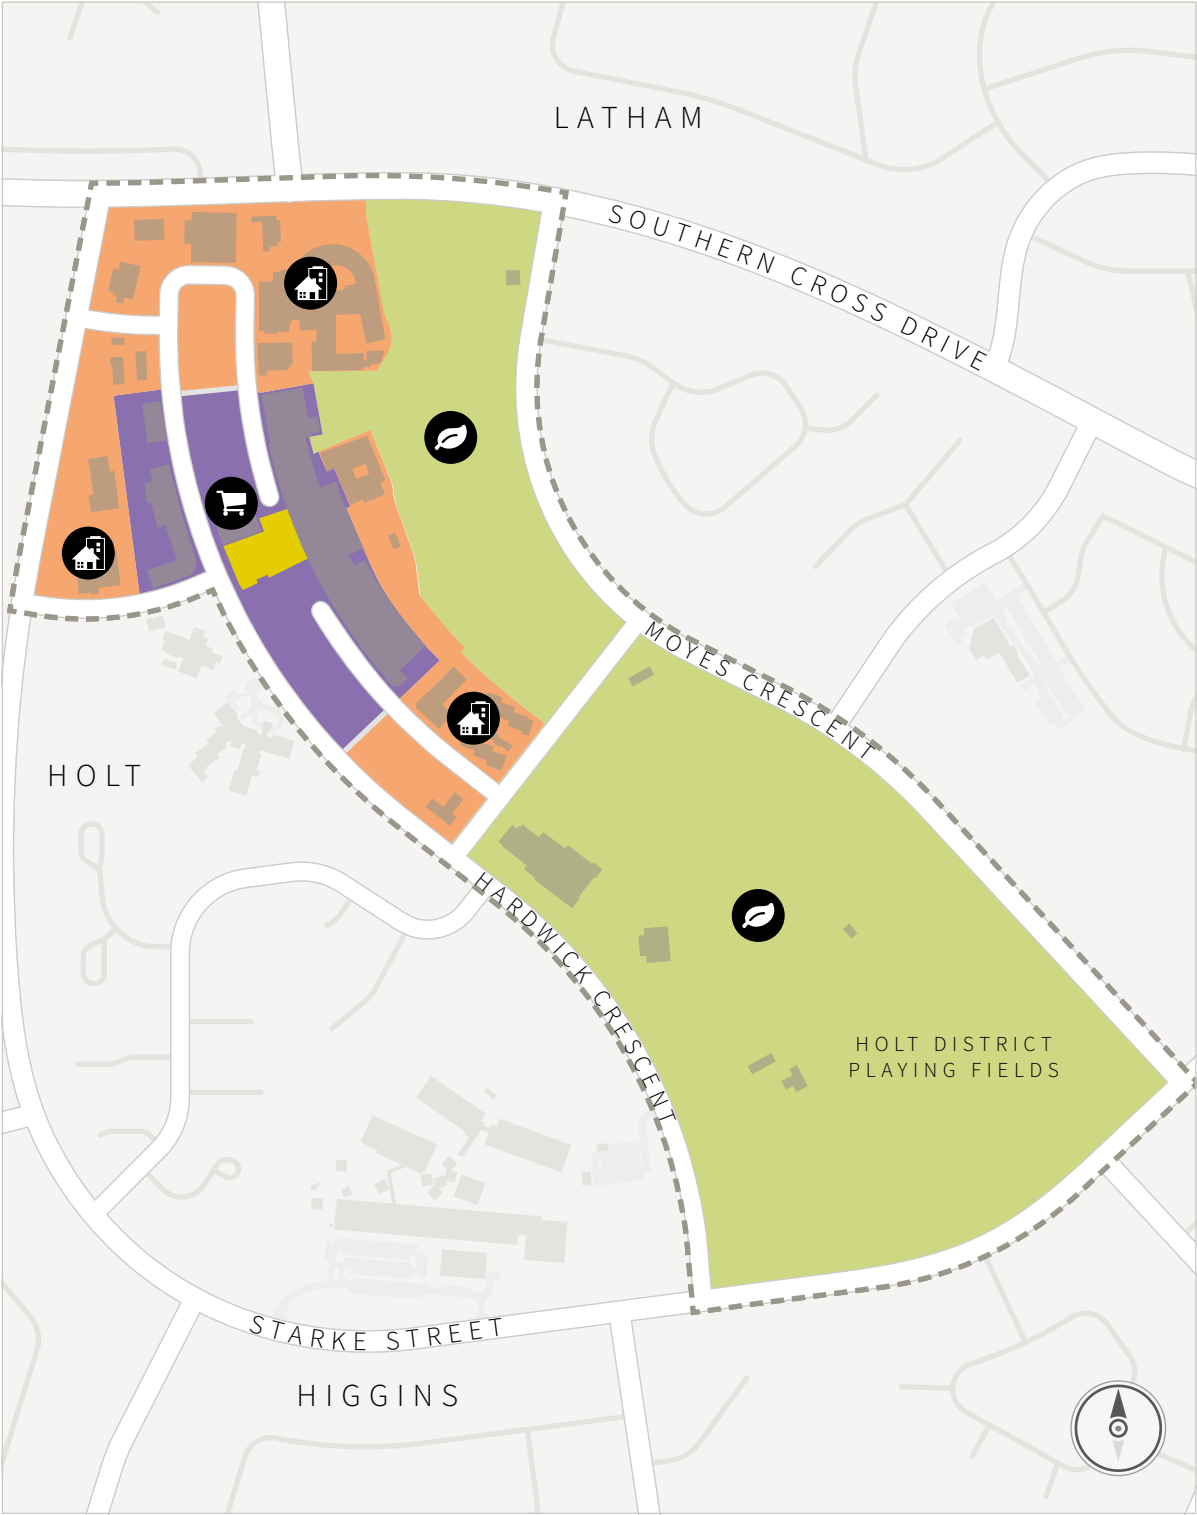 LATHAM
SOUTHERN CROSS DRIVE
MOYES CRESCENT
HOLT
HARDWICK CRESCENT
HOLT DISTRICT
PLAYING FIELDS
STARKE STREET
HIGGINS